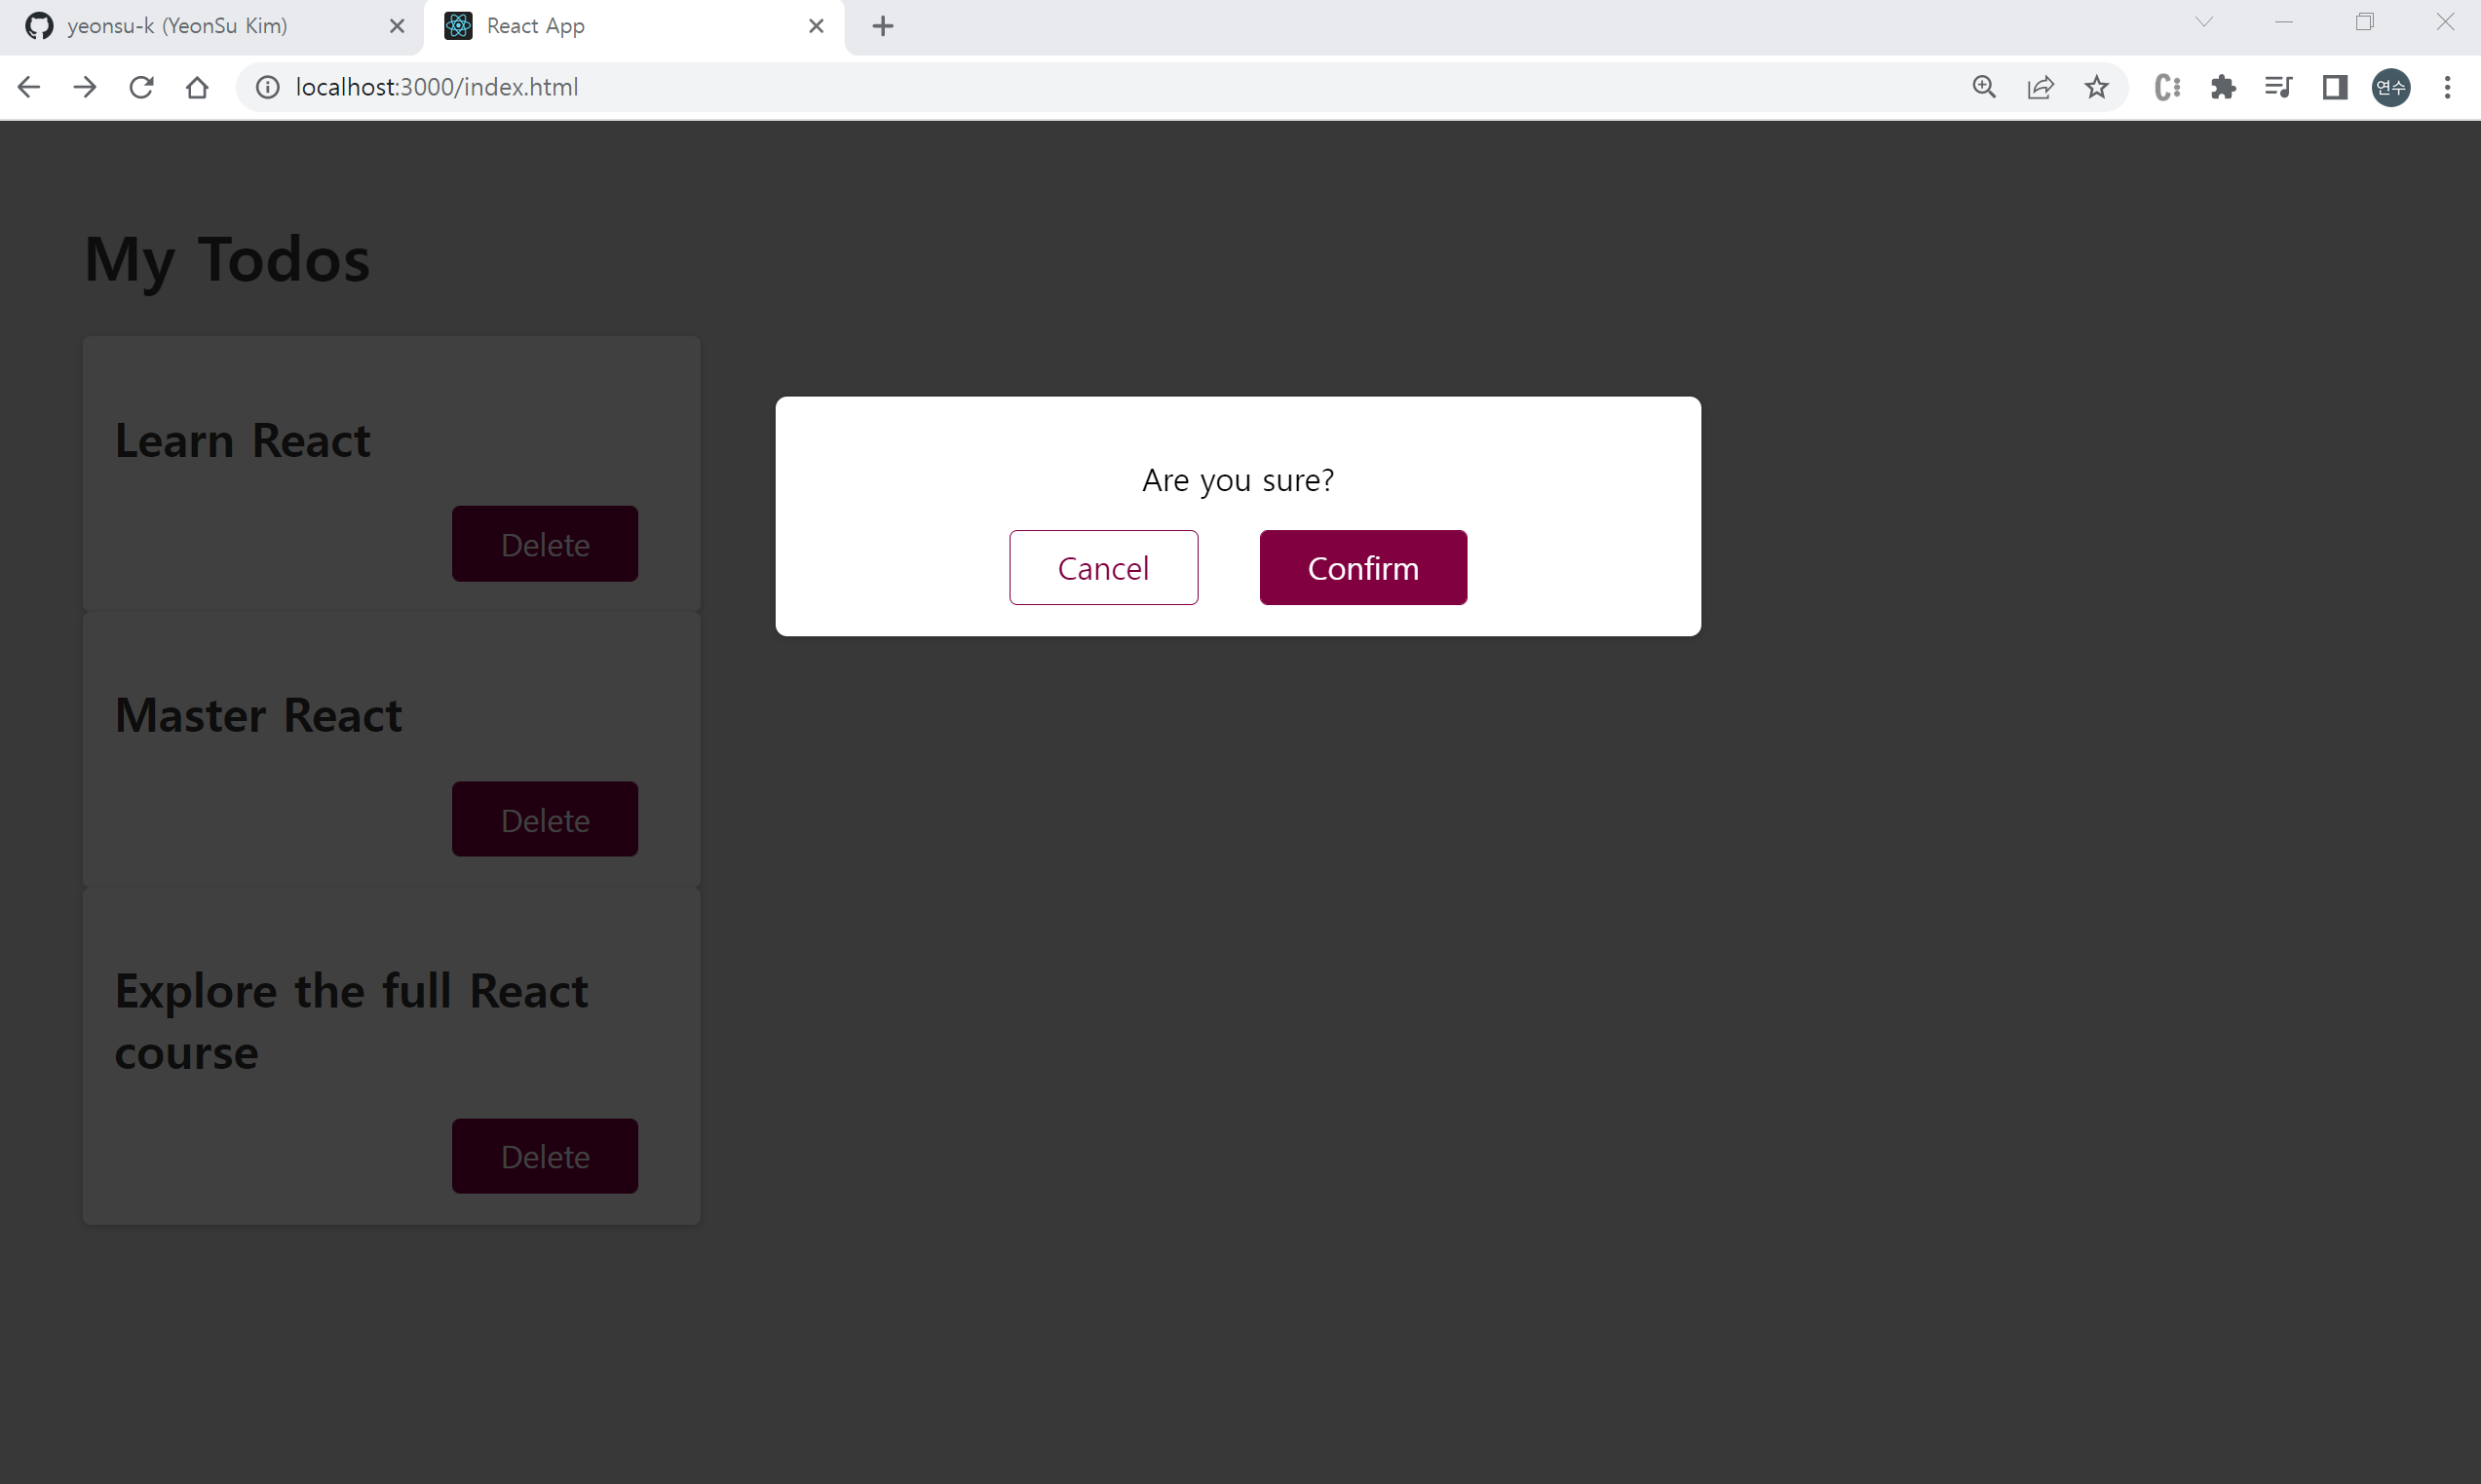 yeonsu-k (YeonSu Kim)
React App
localhost:3000/index.html
연수
My Todos
Learn React
Delete
Are you sure?
Cancel
Confirm
Master React
Delete
Explore the full React
course
Delete